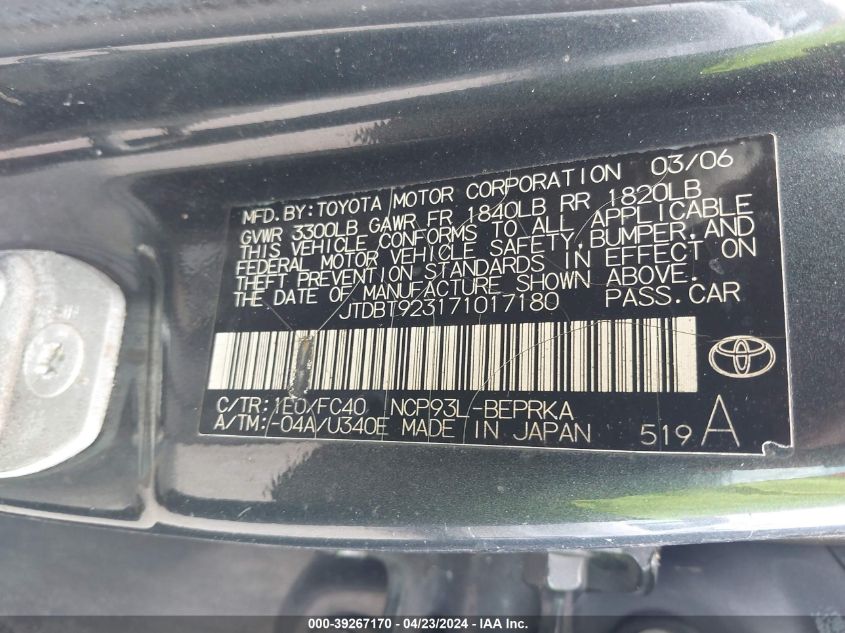 MFD.BY:TOYOTA MOTOR CORPORATION 03/06
GVWR 3300LB GAWR FR 1840LB RR 1820LB
THIS VEHICLE CONFORMS TO ALL APPLICABLE
FEDERAL MOTOR VEHICLE SAFETY,BUMPER,AND
THEFT PREVENTION STANDARDS IN EFFECT ON
THE DATE OF MANUFACTURE SHOWN ABOVE.
JTDBT923171017180 PASS.CAR
C/TR:1E0/FC40 NCP93L-BEPRKA
A/TM:-04A/U340E MADE IN JAPAN 519 A
000-39267170 - 04/23/2024 - IAA